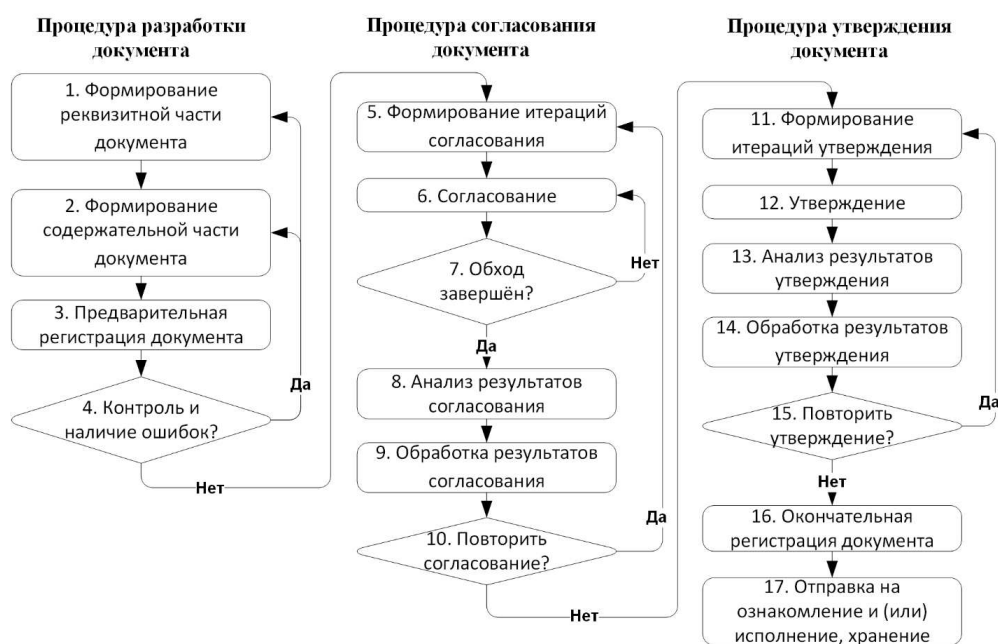 Процедура разработки
документа
1. Формирование
реквизитной части
документа
2. Формирование
содержательной части
документа
3. Предварительная
регистрация документа
Да
4. Контроль и
наличие ошибок?
Нет
Процедура согласования
документа
5. Формирование итераций
согласования
6. Согласование
Нет
7. Обход
завершён?
Да
8. Анализ результатов
согласования
9. Обработка результатов
согласования
Да
10. Повторить
согласование?
Нет
Процедура утверждения
документа
11. Формирование
итераций утверждения
12. Утверждение
13. Анализ результатов
утверждения
14. Обработка результатов
утверждения
Да
15. Повторить
утверждение?
Нет
16. Окончательная
регистрация документа
17. Отправка на
ознакомление и (или)
исполнение, хранение